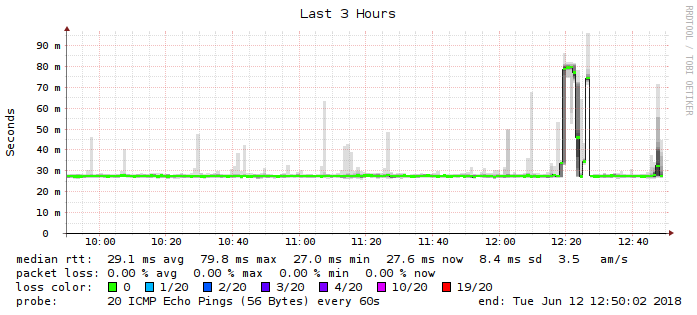 Last 3 Hours
RRDTOOL / TOBI OETIKER
Seconds
90 m
80 m
70 m
60 m
50 m
40 m
30 m
20 m
10 m
0
10:00 10:20 10:40 11:00 11:20 11:40 12:00 12:20 12:40
median rtt: 29.1 ms avg 79.8 ms max 27.0 ms min 27.6 ms now 8.4 ms sd 3.5 am/s
packet loss: 0.00 % avg 0.00 % max 0.00 % min 0.00 % now
loss color: 0 1/20 2/20 3/20 4/20 10/20 19/20
probe: 20 ICMP Echo Pings (56 Bytes) every 60s end: Tue Jun 12 12:50:02 2018